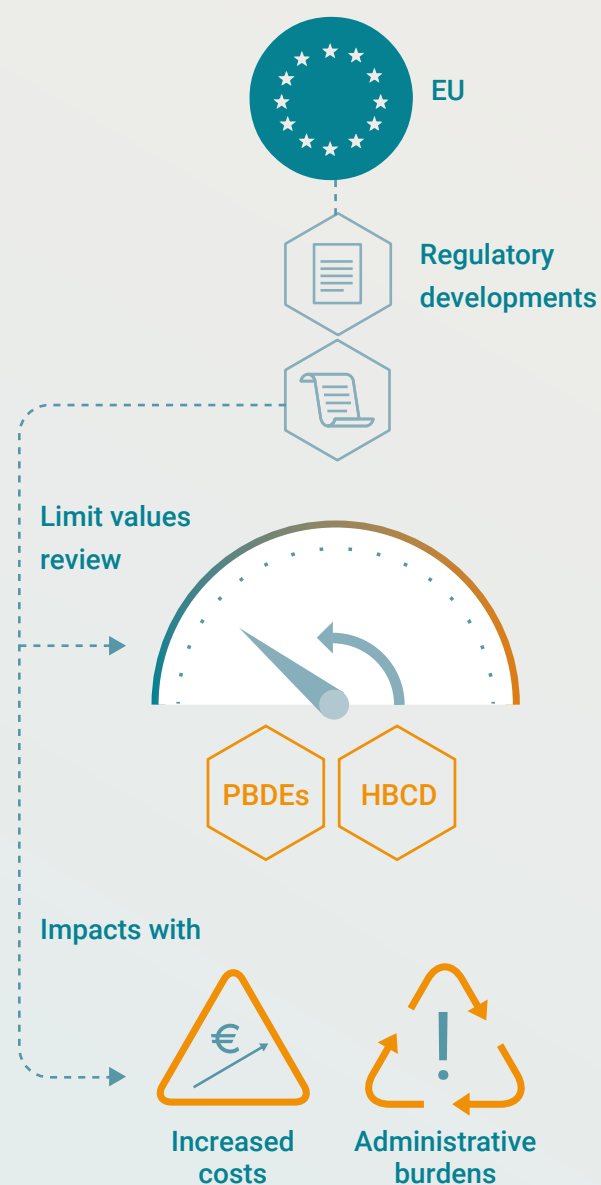 EU
Regulatory
developments
Limit values
review
PBDEs
HBCD
Impacts with
€
!
Increased
costs
Administrative
burdens